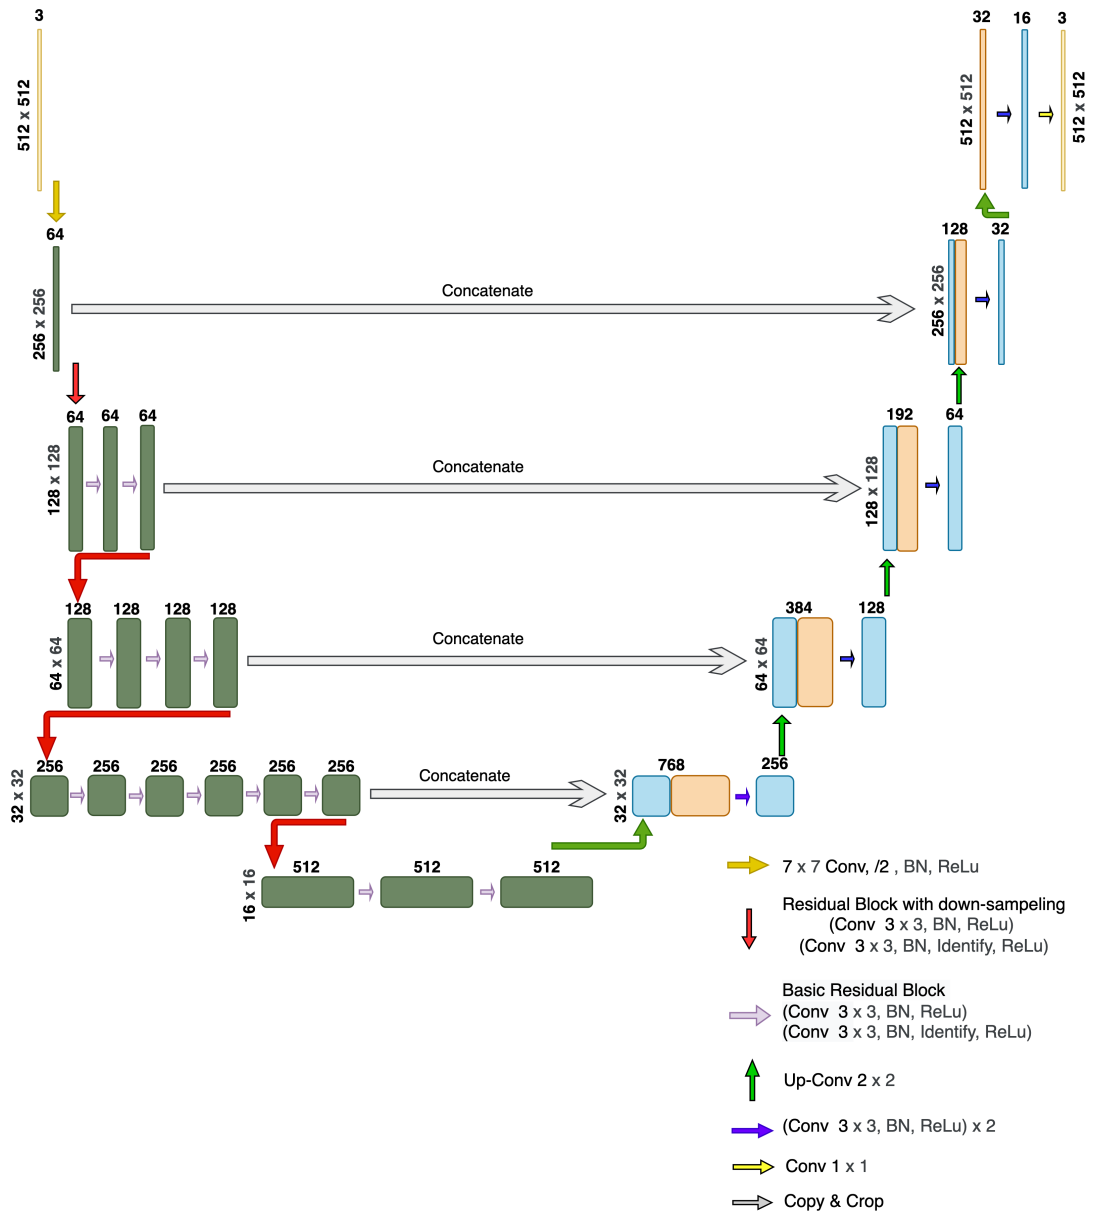 3
512 x 512
64
256 x 256
Concatenate
32
16
3
512 x 512
512 x 512
128
32
256 x 256
64
64
64
128 x 128
Concatenate
192
64
128 x 128
128
128
128
128
64 x 64
Concatenate
384
128
64 x 64
256
256
256
256
256
256
32 x 32
Concatenate
768
256
32 x 32
512
512
512
16 x 16
7 x 7 Conv, /2 , BN, ReLu
Residual Block with down-sampeling
(Conv 3 x 3, BN, ReLu)
(Conv 3 x 3, BN, Identify, ReLu)
Basic Residual Block
(Conv 3 x 3, BN, ReLu)
(Conv 3 x 3, BN, Identify, ReLu)
Up-Conv 2 x 2
(Conv 3 x 3, BN, ReLu) x 2
Conv 1 x 1
Copy & Crop